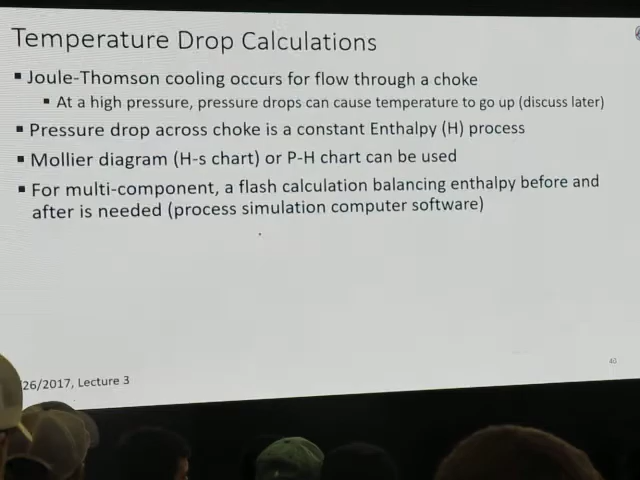 Temperature Drop Calculations
▪ Joule-Thomson cooling occurs for flow through a choke
▪ At a high pressure, pressure drops can cause temperature to go up (discuss later)
▪ Pressure drop across choke is a constant Enthalpy (H) process
▪ Mollier diagram (H-s chart) or P-H chart can be used
▪ For multi-component, a flash calculation balancing enthalpy before and
after is needed (process simulation computer software)
40
26/2017, Lecture 3